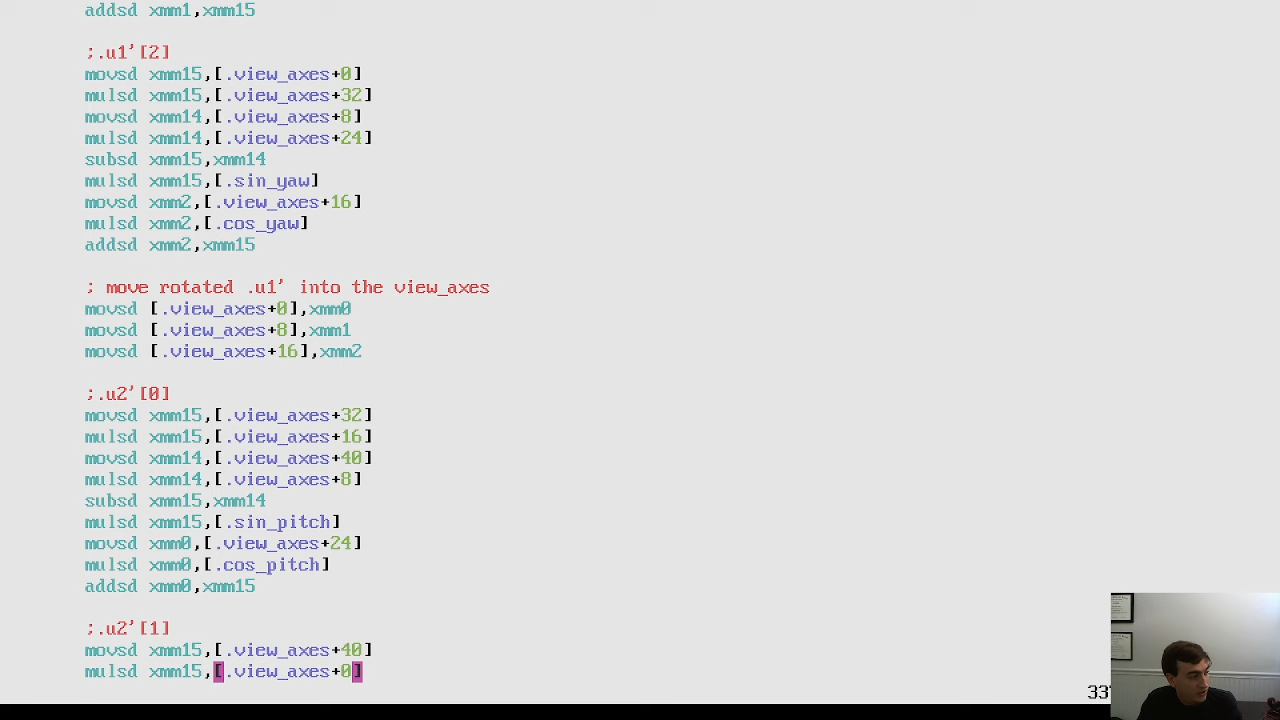 addsd xmm1,xmm15
;.u1'[2]
movsd xmm15,[.view_axes+0]
mulsd xmm15,[.view_axes+32]
movsd xmm14,[.view_axes+8]
mulsd xmm14,[.view_axes+24]
subsd xmm15,xmm14
mulsd xmm15,[.sin_yaw]
movsd xmm2,[.view_axes+16]
mulsd xmm2,[.cos_yaw]
addsd xmm2,xmm15
; move rotated .u1' into the view_axes
movsd [.view_axes+0],xmm0
movsd [.view_axes+8],xmm1
movsd [.view_axes+16],xmm2
;.u2'[0]
movsd xmm15,[.view_axes+32]
mulsd xmm15,[.view_axes+16]
movsd xmm14,[.view_axes+40]
mulsd xmm14,[.view_axes+8]
subsd xmm15,xmm14
mulsd xmm15,[.sin_pitch]
movsd xmm0,[.view_axes+24]
mulsd xmm0,[.cos_pitch]
addsd xmm0,xmm15
;.u2'[1]
movsd xmm15,[.view_axes+40]
mulsd xmm15,[.view_axes+0]